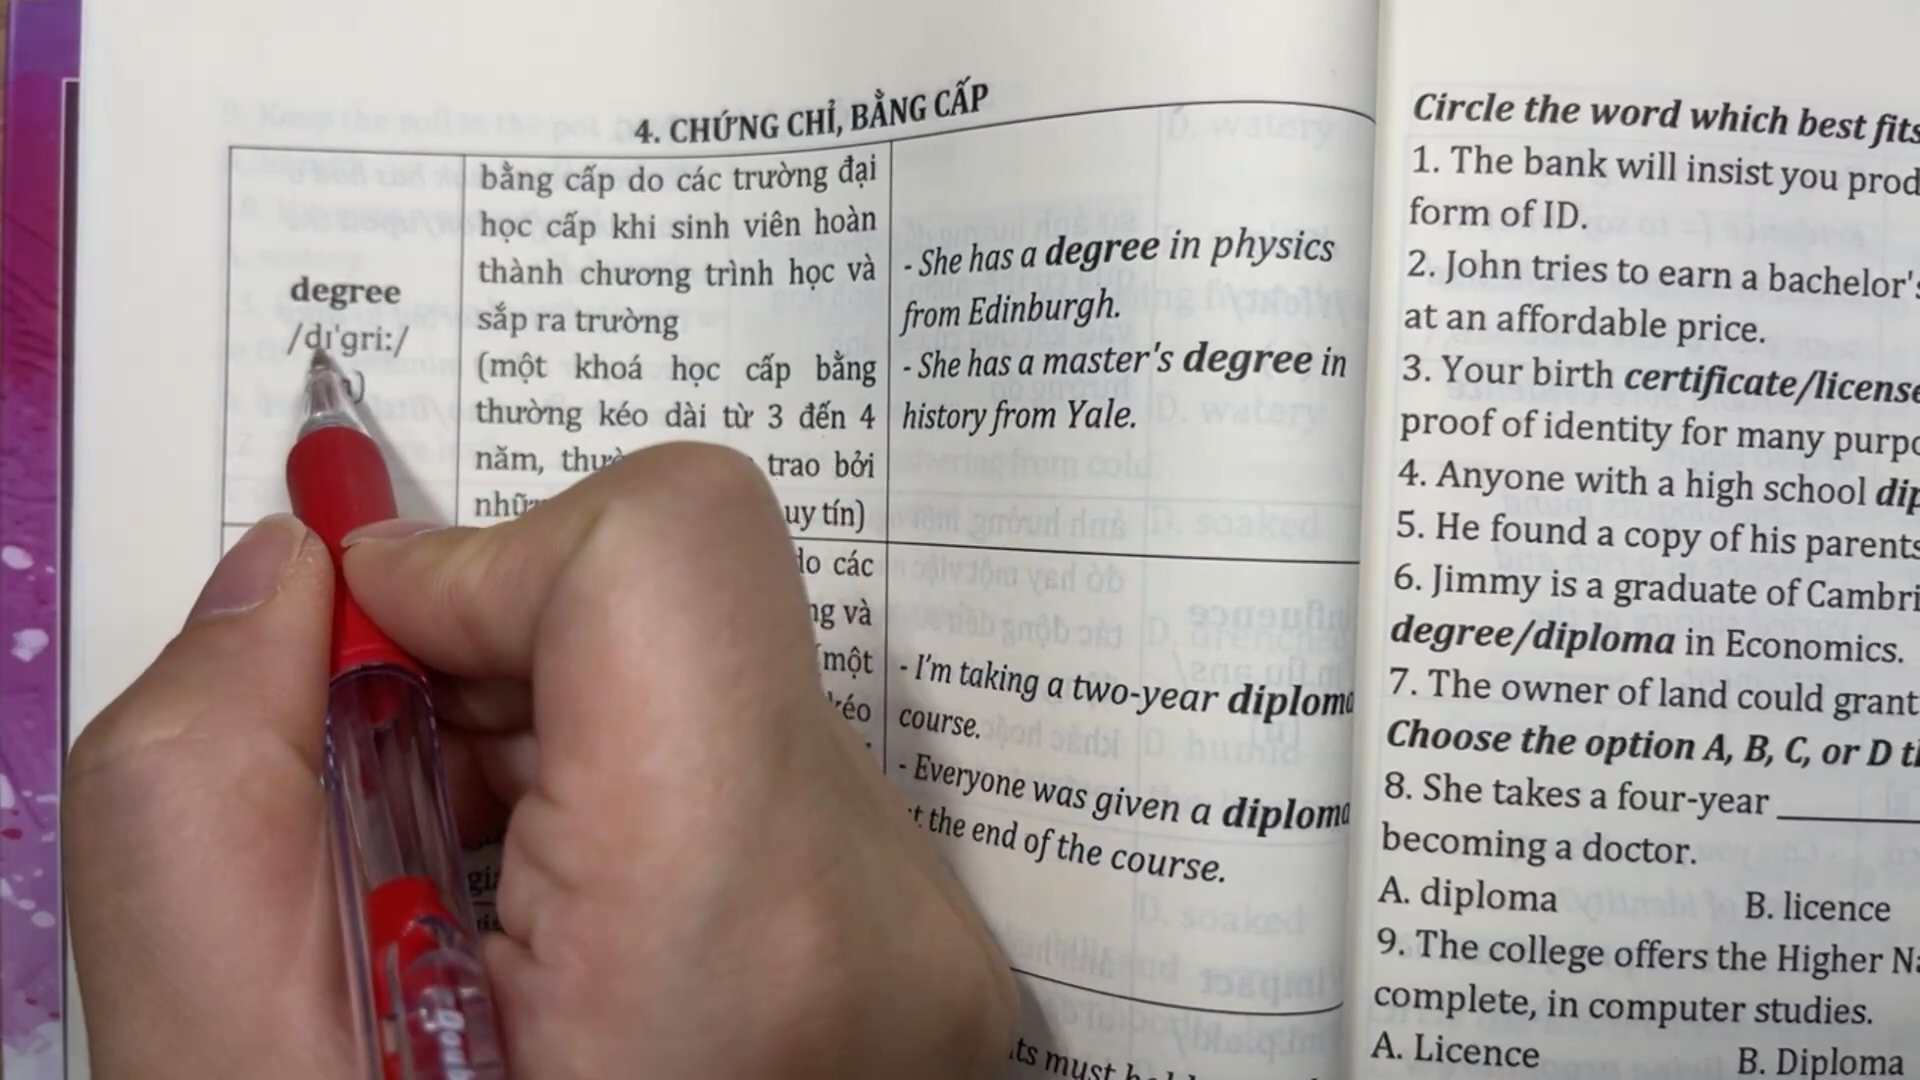 4. CHỨNG CHỈ, BẰNG CẤP
degree
/dɪˈɡriː/
bằng cấp do các trường đại
học cấp khi sinh viên hoàn
thành chương trình học và
sắp ra trường
(một khoá học cấp bằng
thường kéo dài từ 3 đến 4
năm, trao bởi
uy tín)
- She has a degree in physics
from Edinburgh.
- She has a master's degree in
history from Yale.
do các
và
(một
kéo
- I'm taking a two-year diploma
course.
- Everyone was given a diploma
the end of the course.
must
Circle the word which best fits
1. The bank will insist you prod
form of ID.
2. John tries to earn a bachelor's
at an affordable price.
3. Your birth certificate/license
proof of identity for many purpo
4. Anyone with a high school dip
5. He found a copy of his parents
6. Jimmy is a graduate of Cambri
degree/diploma in Economics.
7. The owner of land could grant
Choose the option A, B, C, or D t
8. She takes a four-year ______
becoming a doctor.
A. diploma B. licence
9. The college offers the Higher Na
complete, in computer studies.
A. Licence B. Diploma